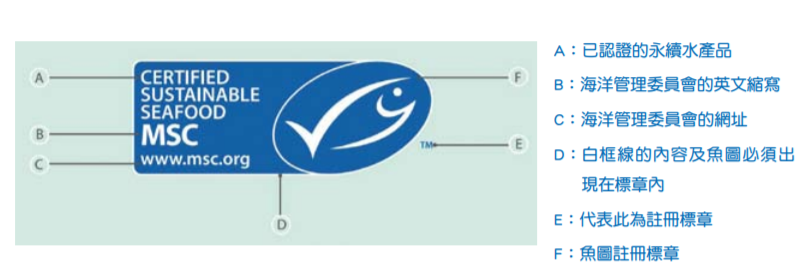 A
B
C
CERTIFIED
SUSTAINABLE
SEAFOOD
MSC
www.msc.org
TM
F
E
D
A：已認證的永續水產品
B：海洋管理委員會的英文縮寫
C：海洋管理委員會的網址
D：白框線的內容及魚圖必須出
現在標章內
E：代表此為註冊標章
F：魚圖註冊標章